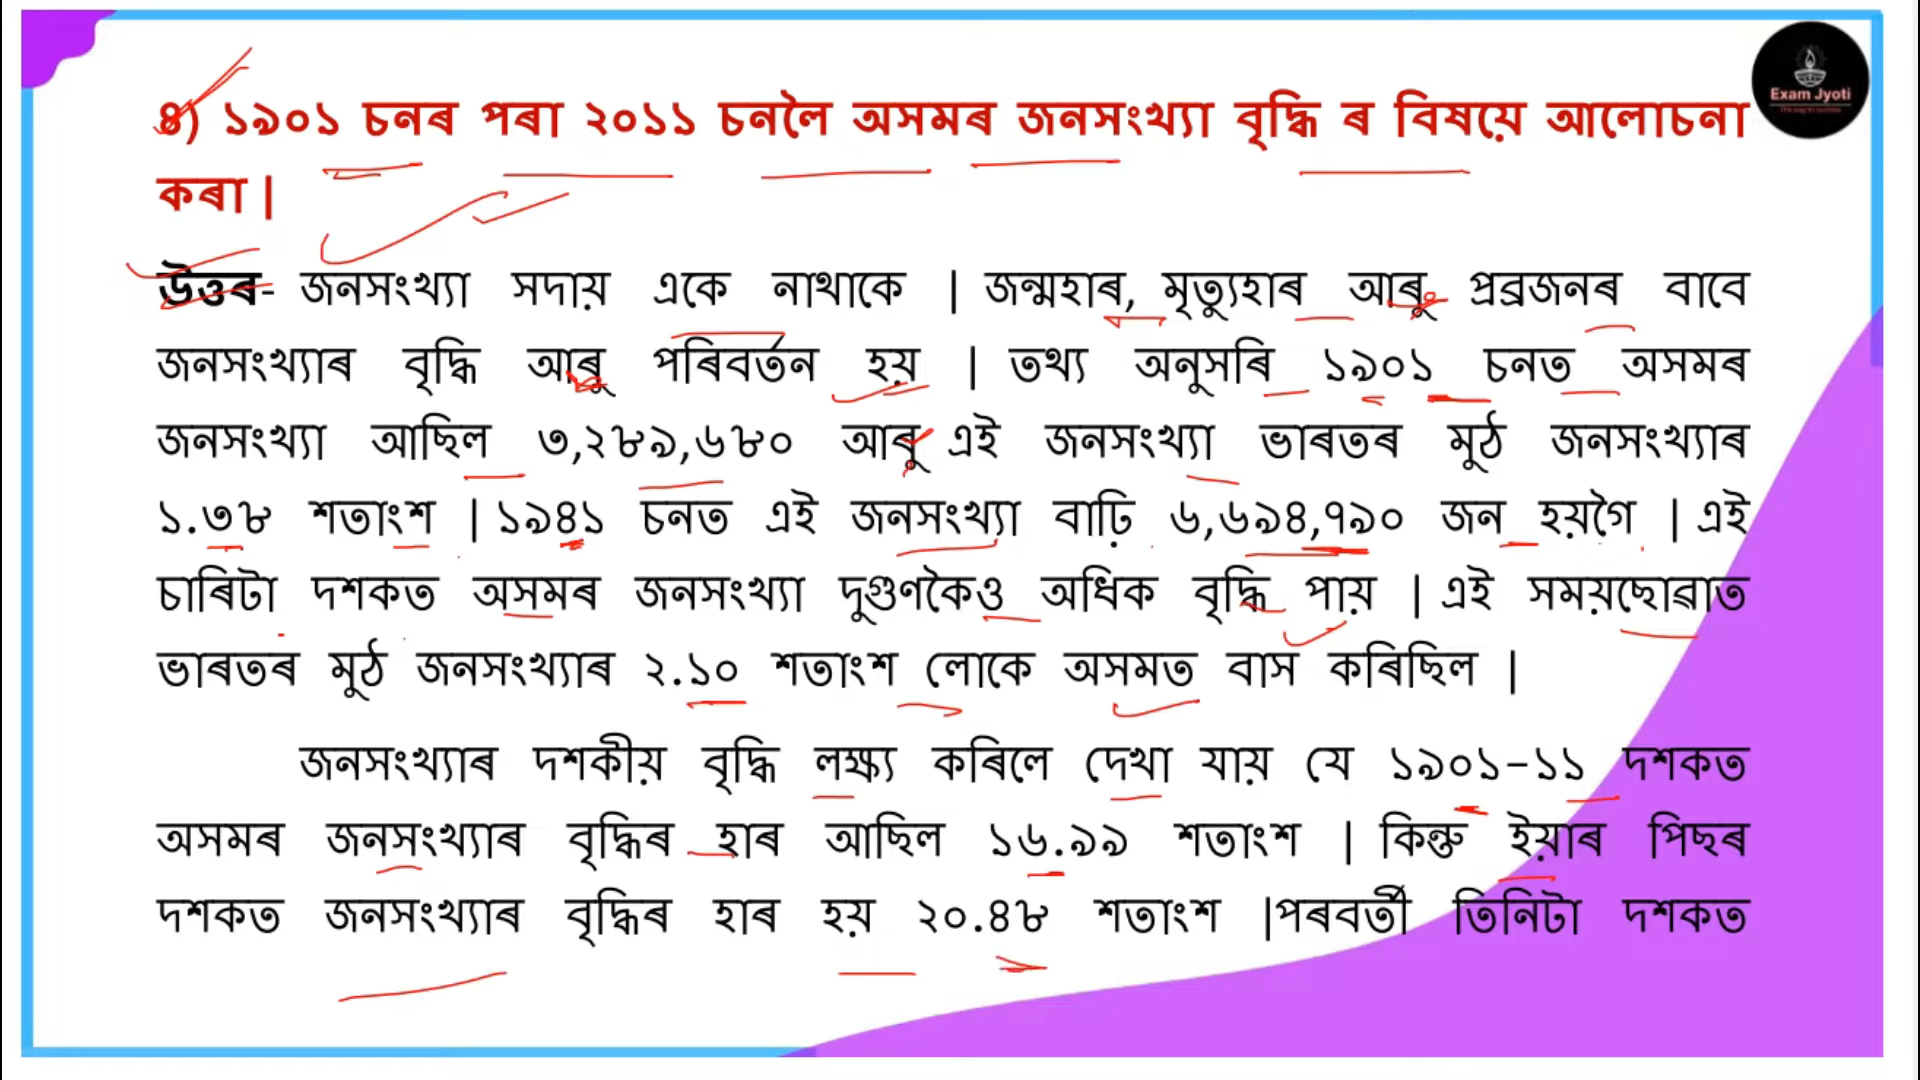 Exam Jyoti
৪) ১৯০১ চনৰ পৰা ২০১১ চনলৈ অসমৰ জনসংখ্যা বৃদ্ধি ৰ বিষয়ে আলোচনা
কৰা |
উত্তৰ- জনসংখ্যা সদায় একে নাথাকে | জন্মহাৰ, মৃত্যুহাৰ আৰু প্ৰব্ৰজনৰ বাবে
জনসংখ্যাৰ বৃদ্ধি আৰু পৰিবৰ্তন হয় | তথ্য অনুসৰি ১৯০১ চনত অসমৰ
জনসংখ্যা আছিল ৩,২৮৯,৬৮০ আৰু এই জনসংখ্যা ভাৰতৰ মুঠ জনসংখ্যাৰ
১.৩৮ শতাংশ | ১৯৪১ চনত এই জনসংখ্যা বাঢ়ি ৬,৬৯৪,৭৯০ জন হয়গৈ | এই
চাৰিটা দশকত অসমৰ জনসংখ্যা দুগুণকৈও অধিক বৃদ্ধি পায় | এই সময়ছোৱাত
ভাৰতৰ মুঠ জনসংখ্যাৰ ২.১০ শতাংশ লোকে অসমত বাস কৰিছিল |
জনসংখ্যাৰ দশকীয় বৃদ্ধি লক্ষ্য কৰিলে দেখা যায় যে ১৯০১-১১ দশকত
অসমৰ জনসংখ্যাৰ বৃদ্ধিৰ হাৰ আছিল ১৬.৯৯ শতাংশ | কিন্তু ইয়াৰ পিছৰ
দশকত জনসংখ্যাৰ বৃদ্ধিৰ হাৰ হয় ২০.৪৮ শতাংশ |পৰবৰ্তী তিনিটা দশকত